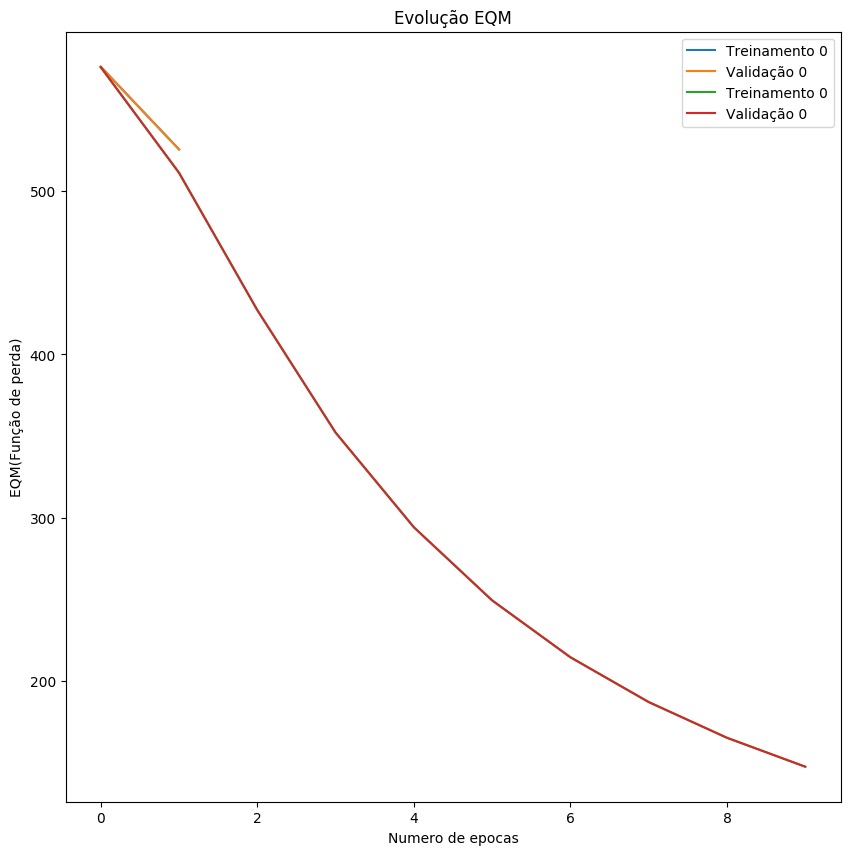 Evolução EQM
Treinamento 0
Validação 0
Treinamento 0
Validação 0
EQM(Função de perda)
500
400
300
200
0 2 4 6 8
Numero de epocas